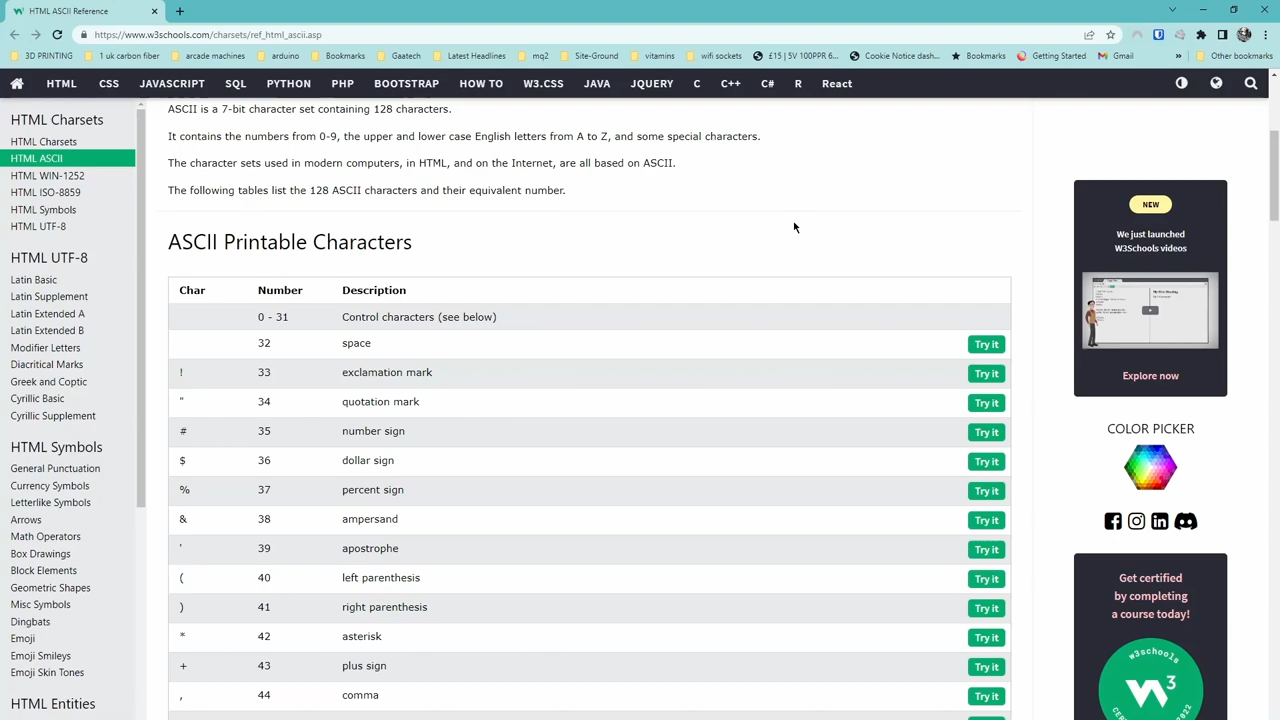 HTML ASCII Reference
https://www.w3schools.com/charsets/ref_html_ascii.asp
3D PRINTING
1 uk carbon fiber
arcade machines
arduino
Bookmarks
Gaatech
Latest Headlines
mq2
Site-Ground
vitamins
wifi sockets
£15 | 5V 100PPR 6...
Cookie Notice dash...
Bookmarks
Getting Started
Gmail
»
Other bookmarks
HTML
CSS
JAVASCRIPT
SQL
PYTHON
PHP
BOOTSTRAP
HOW TO
W3.CSS
JAVA
JQUERY
C
C++
C#
R
React
HTML Charsets
HTML Charsets
HTML ASCII
HTML WIN-1252
HTML ISO-8859
HTML Symbols
HTML UTF-8
HTML UTF-8
Latin Basic
Latin Supplement
Latin Extended A
Latin Extended B
Modifier Letters
Diacritical Marks
Greek and Coptic
Cyrillic Basic
Cyrillic Supplement
HTML Symbols
General Punctuation
Currency Symbols
Letterlike Symbols
Arrows
Math Operators
Box Drawings
Block Elements
Geometric Shapes
Misc Symbols
Dingbats
Emoji
Emoji Smileys
Emoji Skin Tones
HTML Entities
ASCII is a 7-bit character set containing 128 characters.
It contains the numbers from 0-9, the upper and lower case English letters from A to Z, and some special characters.
The character sets used in modern computers, in HTML, and on the Internet, are all based on ASCII.
The following tables list the 128 ASCII characters and their equivalent number.
ASCII Printable Characters
Char Number Description
0 - 31 Control characters (see below)
32 space Try it
! 33 exclamation mark Try it
" 34 quotation mark Try it
# 35 number sign Try it
$ 36 dollar sign Try it
% 37 percent sign Try it
& 38 ampersand Try it
' 39 apostrophe Try it
( 40 left parenthesis Try it
) 41 right parenthesis Try it
* 42 asterisk Try it
+ 43 plus sign Try it
, 44 comma Try it
NEW
We just launched
W3Schools videos
Explore now
COLOR PICKER
Get certified
by completing
a course today!
w3schools
W3
2022